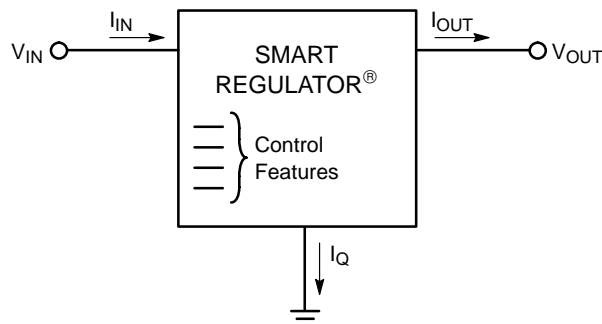 I_IN
I_OUT
V_IN
SMART
REGULATOR®
V_OUT
Control
Features
I_Q